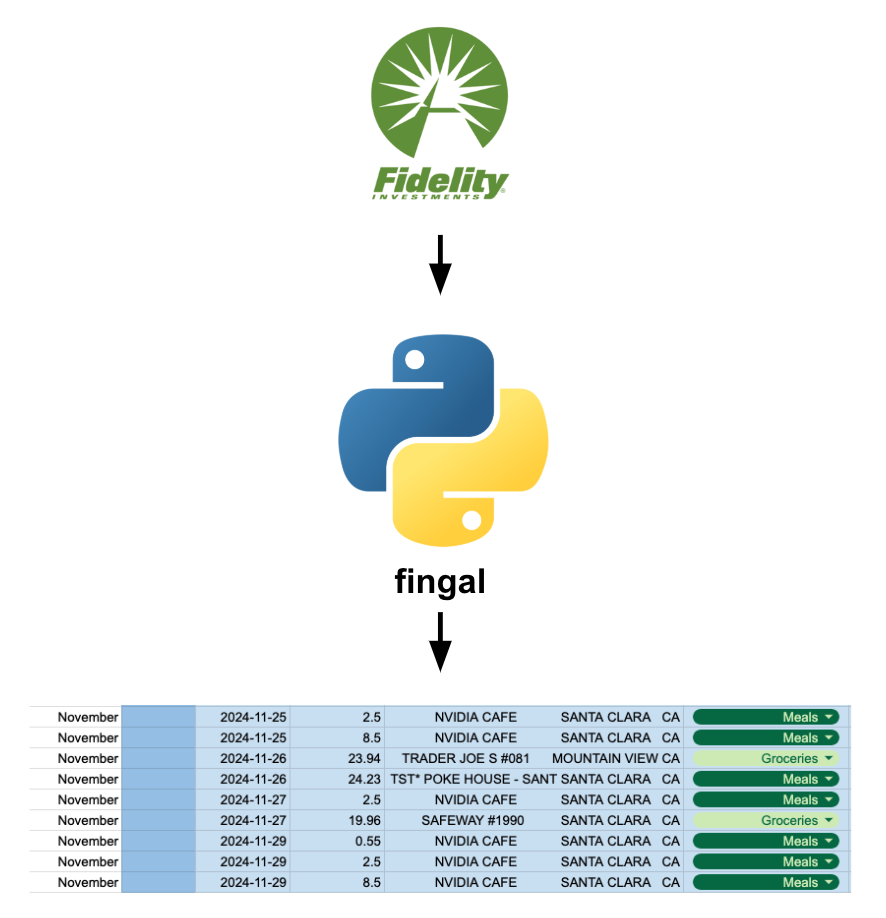 Fidelity
INVESTMENTS
fingal
November 2024-11-25 2.5 NVIDIA CAFE SANTA CLARA CA Meals
November 2024-11-25 8.5 NVIDIA CAFE SANTA CLARA CA Meals
November 2024-11-26 23.94 TRADER JOE S #081 MOUNTAIN VIEW CA Groceries
November 2024-11-26 24.23 TST* POKE HOUSE - SANT SANTA CLARA CA Meals
November 2024-11-27 2.5 NVIDIA CAFE SANTA CLARA CA Meals
November 2024-11-27 19.96 SAFEWAY #1990 SANTA CLARA CA Groceries
November 2024-11-29 0.55 NVIDIA CAFE SANTA CLARA CA Meals
November 2024-11-29 2.5 NVIDIA CAFE SANTA CLARA CA Meals
November 2024-11-29 8.5 NVIDIA CAFE SANTA CLARA CA Meals